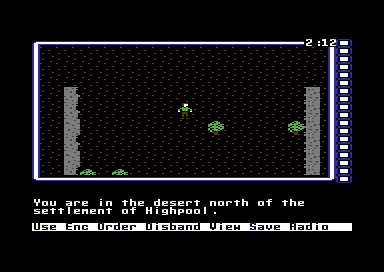 2:12
You are in the desert north of the
settlement of Highpool.
Use Enc Order Disband View Save Radio